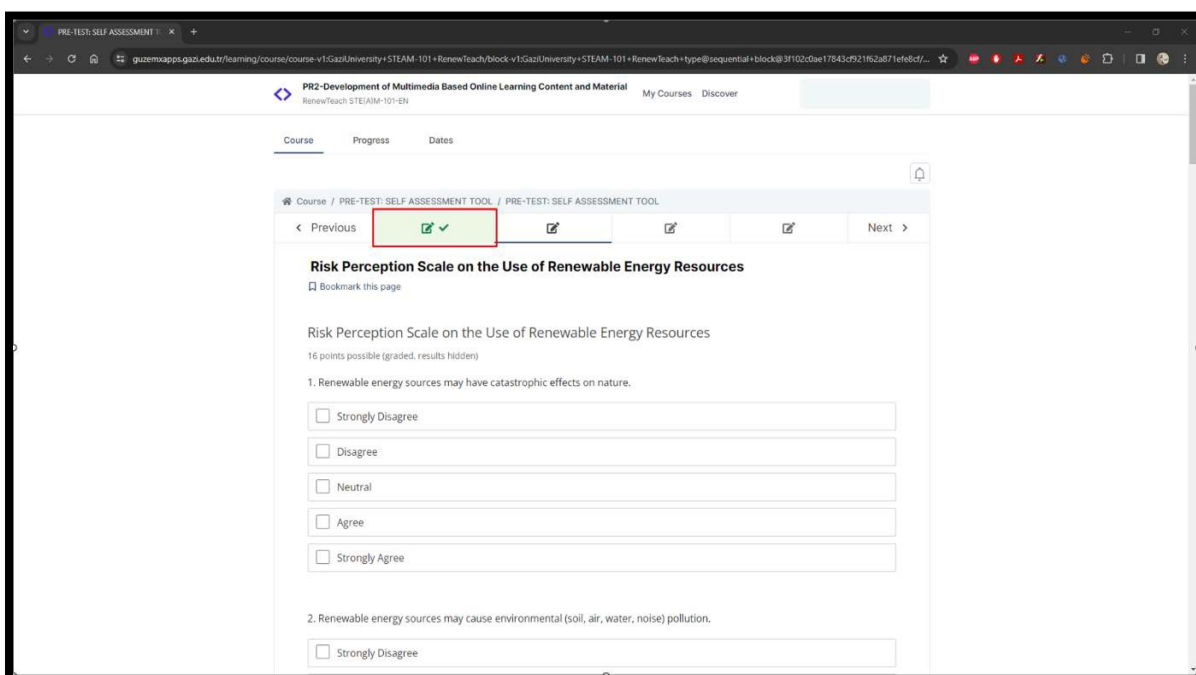 PRE-TEST: SELF ASSESSMENT T
guzemxapps.gazi.edu.tr/learning/course/course-v1:GaziUniversity+STEAM-101+RenewTeach/block-v1:GaziUniversity+STEAM-101+RenewTeach+type@sequential+block@3f102c0ae17843cf921f62a871efe8cf/...
PR2-Development of Multimedia Based Online Learning Content and Material
RenewTeach STE(A)M-101-EN
My Courses Discover
Course Progress Dates
Course / PRE-TEST: SELF ASSESSMENT TOOL / PRE-TEST: SELF ASSESSMENT TOOL
Previous
Next
Risk Perception Scale on the Use of Renewable Energy Resources
Bookmark this page
Risk Perception Scale on the Use of Renewable Energy Resources
16 points possible (graded, results hidden)
1. Renewable energy sources may have catastrophic effects on nature.
Strongly Disagree
Disagree
Neutral
Agree
Strongly Agree
2. Renewable energy sources may cause environmental (soil, air, water, noise) pollution.
Strongly Disagree